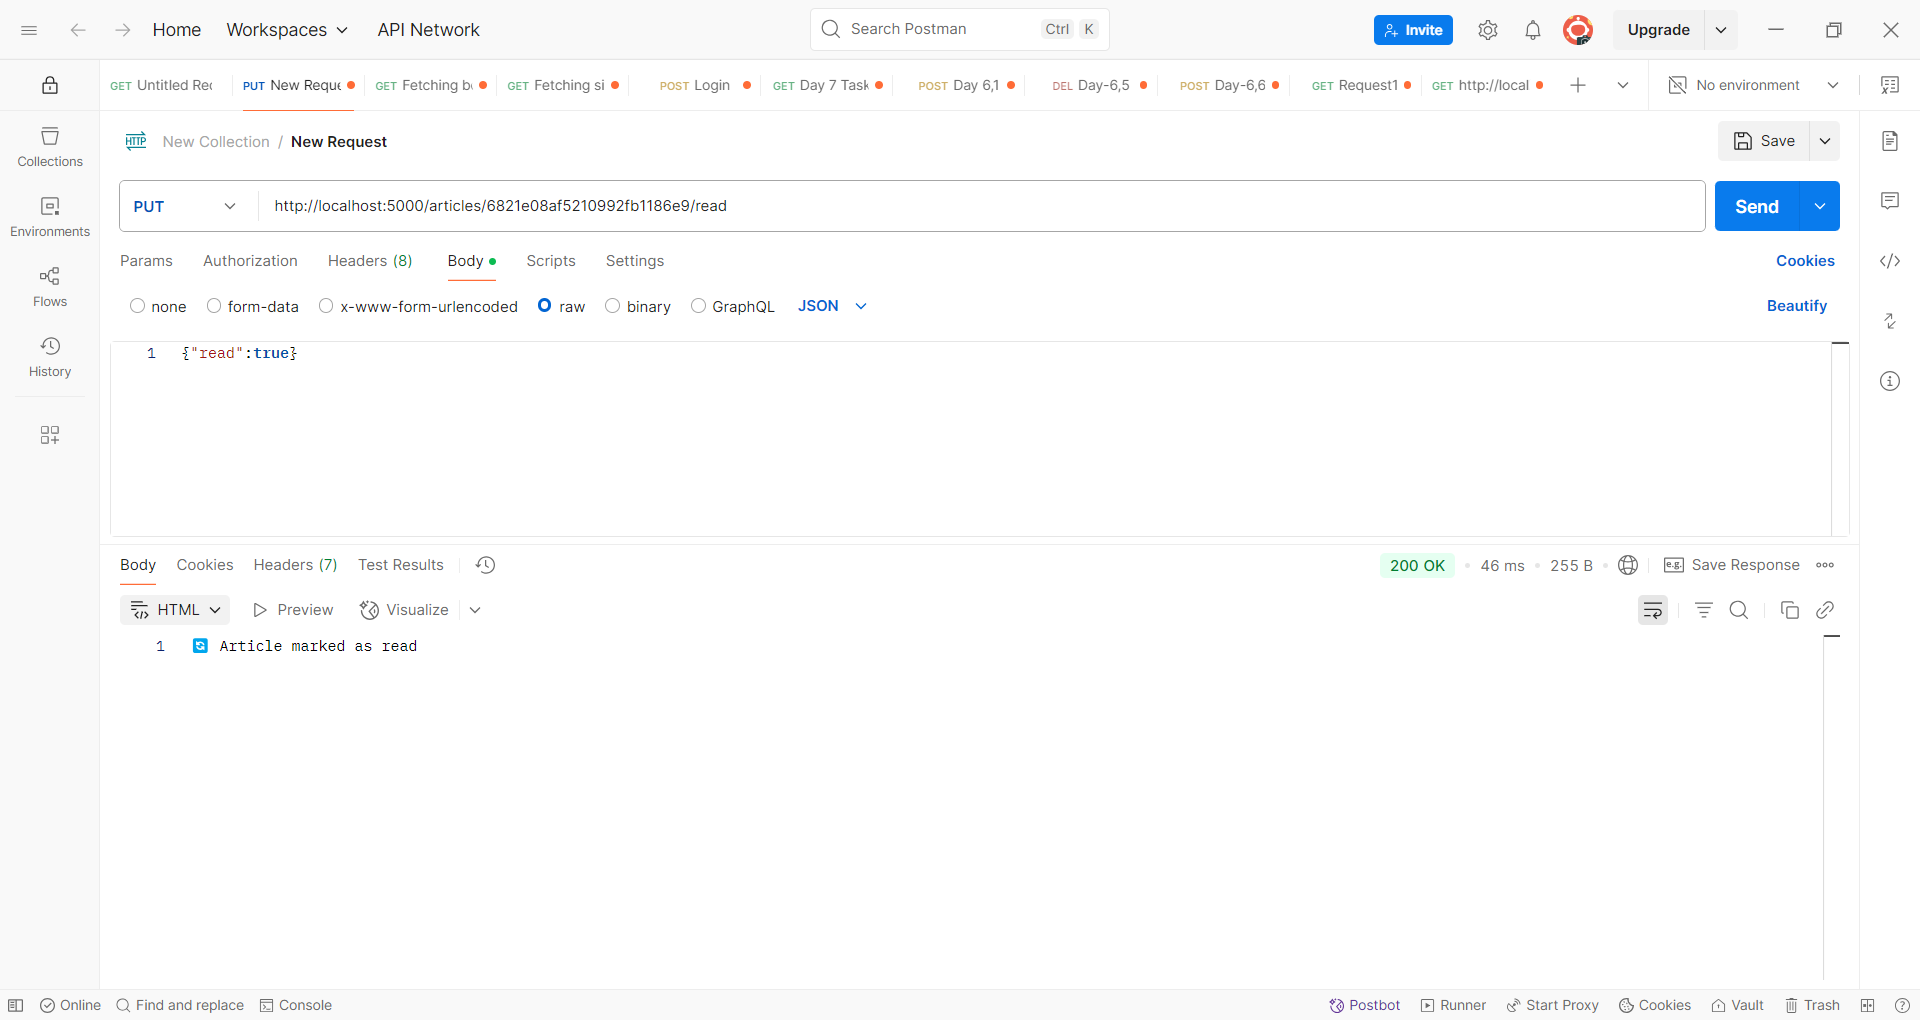 Home Workspaces API Network Search Postman Ctrl K Invite Upgrade
GET Untitled Rec PUT New Reque GET Fetching b GET Fetching si POST Login GET Day 7 Task POST Day 6,1 DEL Day-6,5 POST Day-6,6 GET Request1 GET http://local No environment
HTTP New Collection / New Request Save
PUT http://localhost:5000/articles/6821e08af5210992fb1186e9/read Send
Params Authorization Headers (8) Body Scripts Settings Cookies
none form-data x-www-form-urlencoded raw binary GraphQL JSON Beautify
1 {"read":true}
Collections
Environments
Flows
History
Body Cookies Headers (7) Test Results 200 OK • 46 ms • 255 B • e.g. Save Response
HTML Preview Visualize
1 Article marked as read
Online Find and replace Console Postbot Runner Start Proxy Cookies Vault Trash